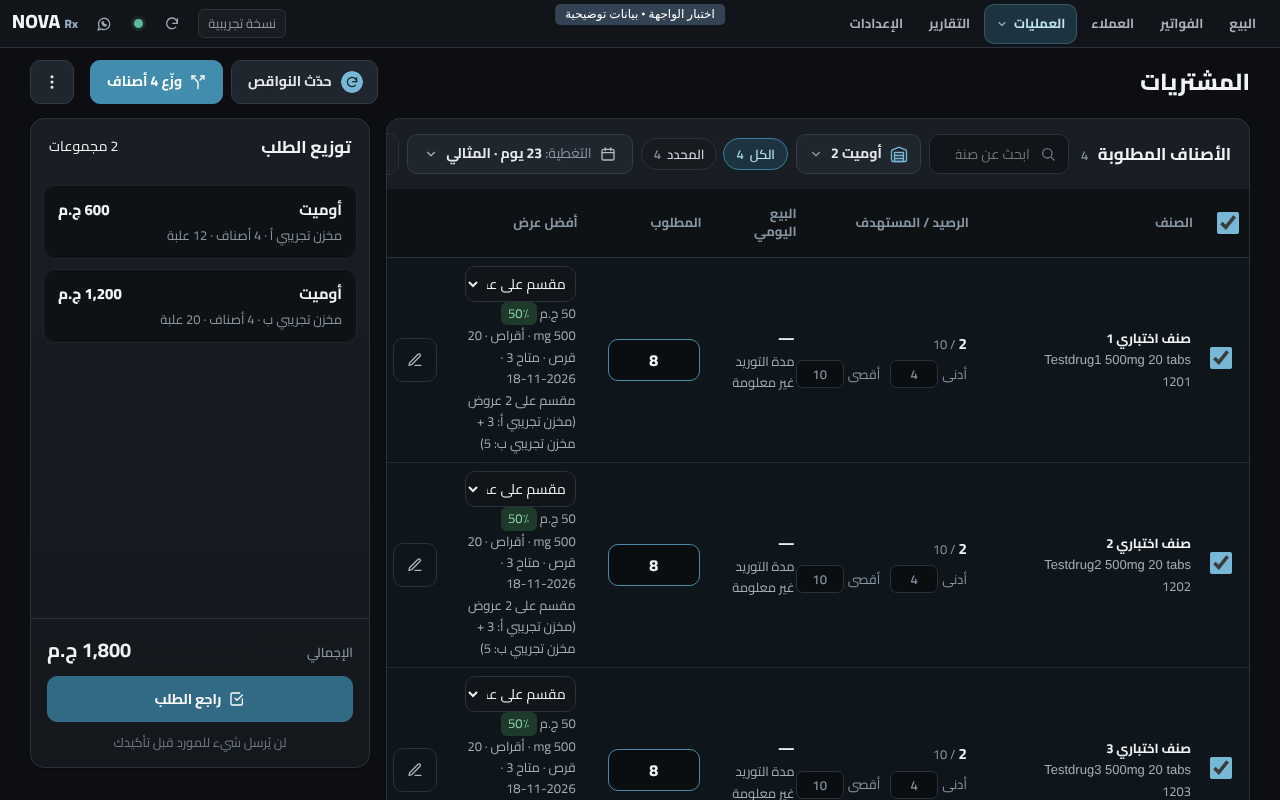 البيع
الفواتير
العملاء
العمليات
التقارير
الإعدادات
اختبار الواجهة • بيانات توضيحية
نسخة تجريبية
NOVA Rx
المشتريات
حدّث النواقص
وزّع 4 أصناف
الأصناف المطلوبة 4
ابحث عن صنف
أوميت 2
الكل 4
المحدد 4
التغطية: 23 يوم · المثالي
الصنف
الرصيد / المستهدف
البيع اليومي
المطلوب
أفضل عرض
صنف اختباري 1
Testdrug1 500mg 20 tabs
1201
2 / 10
أدنى 4 أقصى 10
—
مدة التوريد
غير معلومة
8
مقسم على
50 ج.م 50٪
500 mg · أقراص · 20
قرص · متاح 3 ·
18-11-2026
مقسم على 2 عروض
(مخزن تجريبي أ: 3 +
مخزن تجريبي ب: 5)
صنف اختباري 2
Testdrug2 500mg 20 tabs
1202
2 / 10
أدنى 4 أقصى 10
—
مدة التوريد
غير معلومة
8
مقسم على
50 ج.م 50٪
500 mg · أقراص · 20
قرص · متاح 3 ·
18-11-2026
مقسم على 2 عروض
(مخزن تجريبي أ: 3 +
مخزن تجريبي ب: 5)
صنف اختباري 3
Testdrug3 500mg 20 tabs
1203
2 / 10
أدنى 4 أقصى 10
—
مدة التوريد
غير معلومة
8
مقسم على
50 ج.م 50٪
500 mg · أقراص · 20
قرص · متاح 3 ·
18-11-2026
توزيع الطلب
2 مجموعات
أوميت
600 ج.م
مخزن تجريبي أ · 4 أصناف · 12 علبة
أوميت
1,200 ج.م
مخزن تجريبي ب · 4 أصناف · 20 علبة
الإجمالي
1,800 ج.م
راجع الطلب
لن يُرسل شيء للمورد قبل تأكيدك